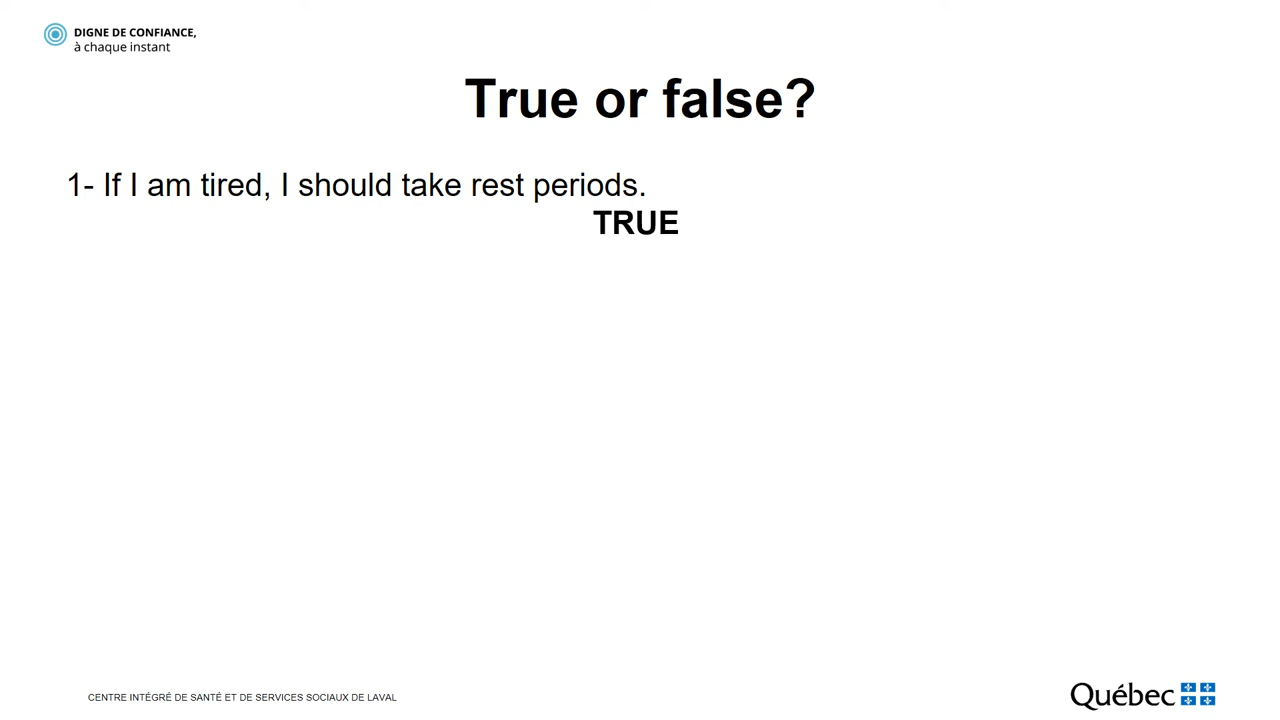 DIGNE DE CONFIANCE,
à chaque instant
True or false?
1- If I am tired, I should take rest periods.
TRUE
CENTRE INTÉGRÉ DE SANTÉ ET DE SERVICES SOCIAUX DE LAVAL
Québec